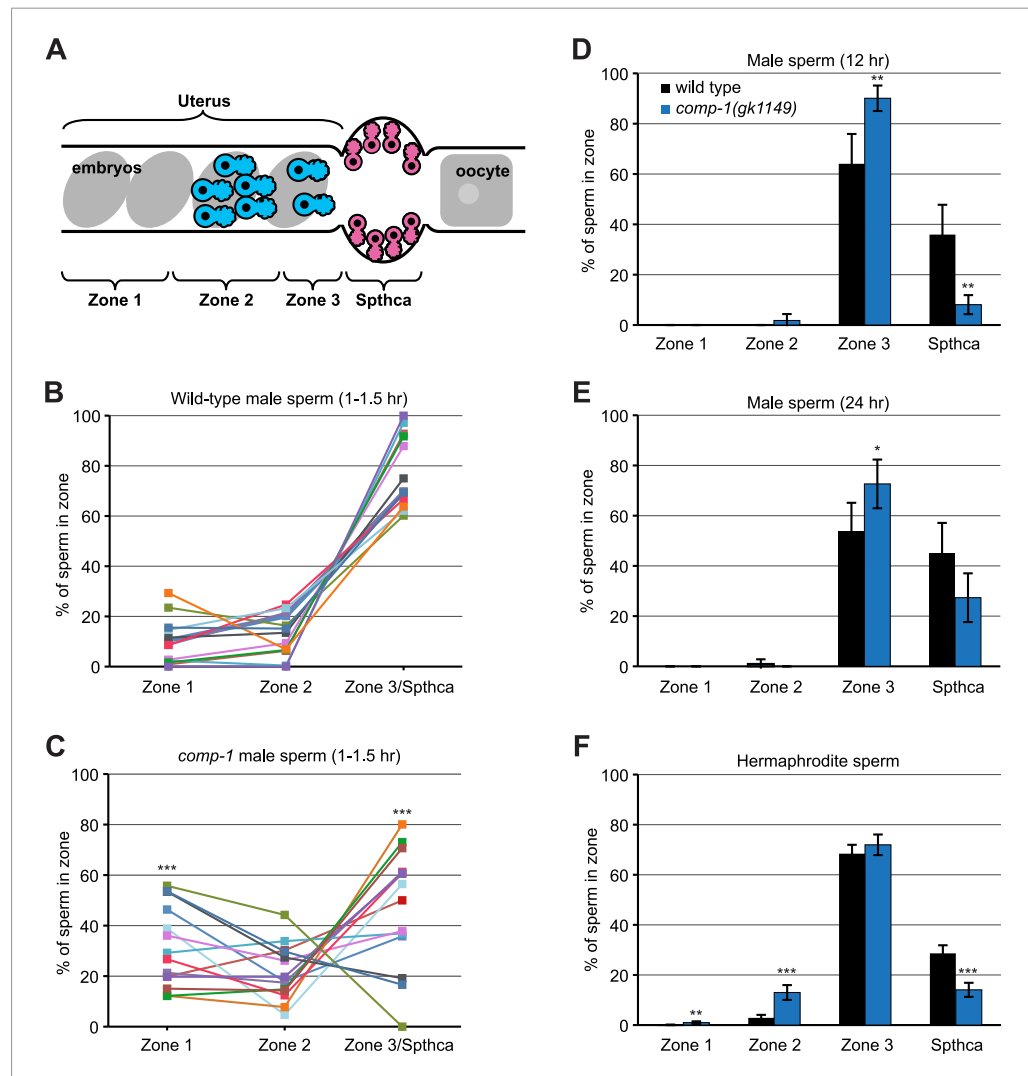 A
Uterus
embryos
oocyte
Zone 1
Zone 2
Zone 3
Spthca
B
Wild-type male sperm (1-1.5 hr)
% of sperm in zone
100
80
60
40
20
0
Zone 1
Zone 2
Zone 3/Spthca
C
comp-1 male sperm (1-1.5 hr)
% of sperm in zone
100
80
60
40
20
0
***
***
Zone 1
Zone 2
Zone 3/Spthca
D
Male sperm (12 hr)
% of sperm in zone
100
80
60
40
20
0
wild type
comp-1(gk1149)
**
**
Zone 1
Zone 2
Zone 3
Spthca
E
Male sperm (24 hr)
% of sperm in zone
100
80
60
40
20
0
*
Zone 1
Zone 2
Zone 3
Spthca
F
Hermaphrodite sperm
% of sperm in zone
100
80
60
40
20
0
**
***
***
Zone 1
Zone 2
Zone 3
Spthca